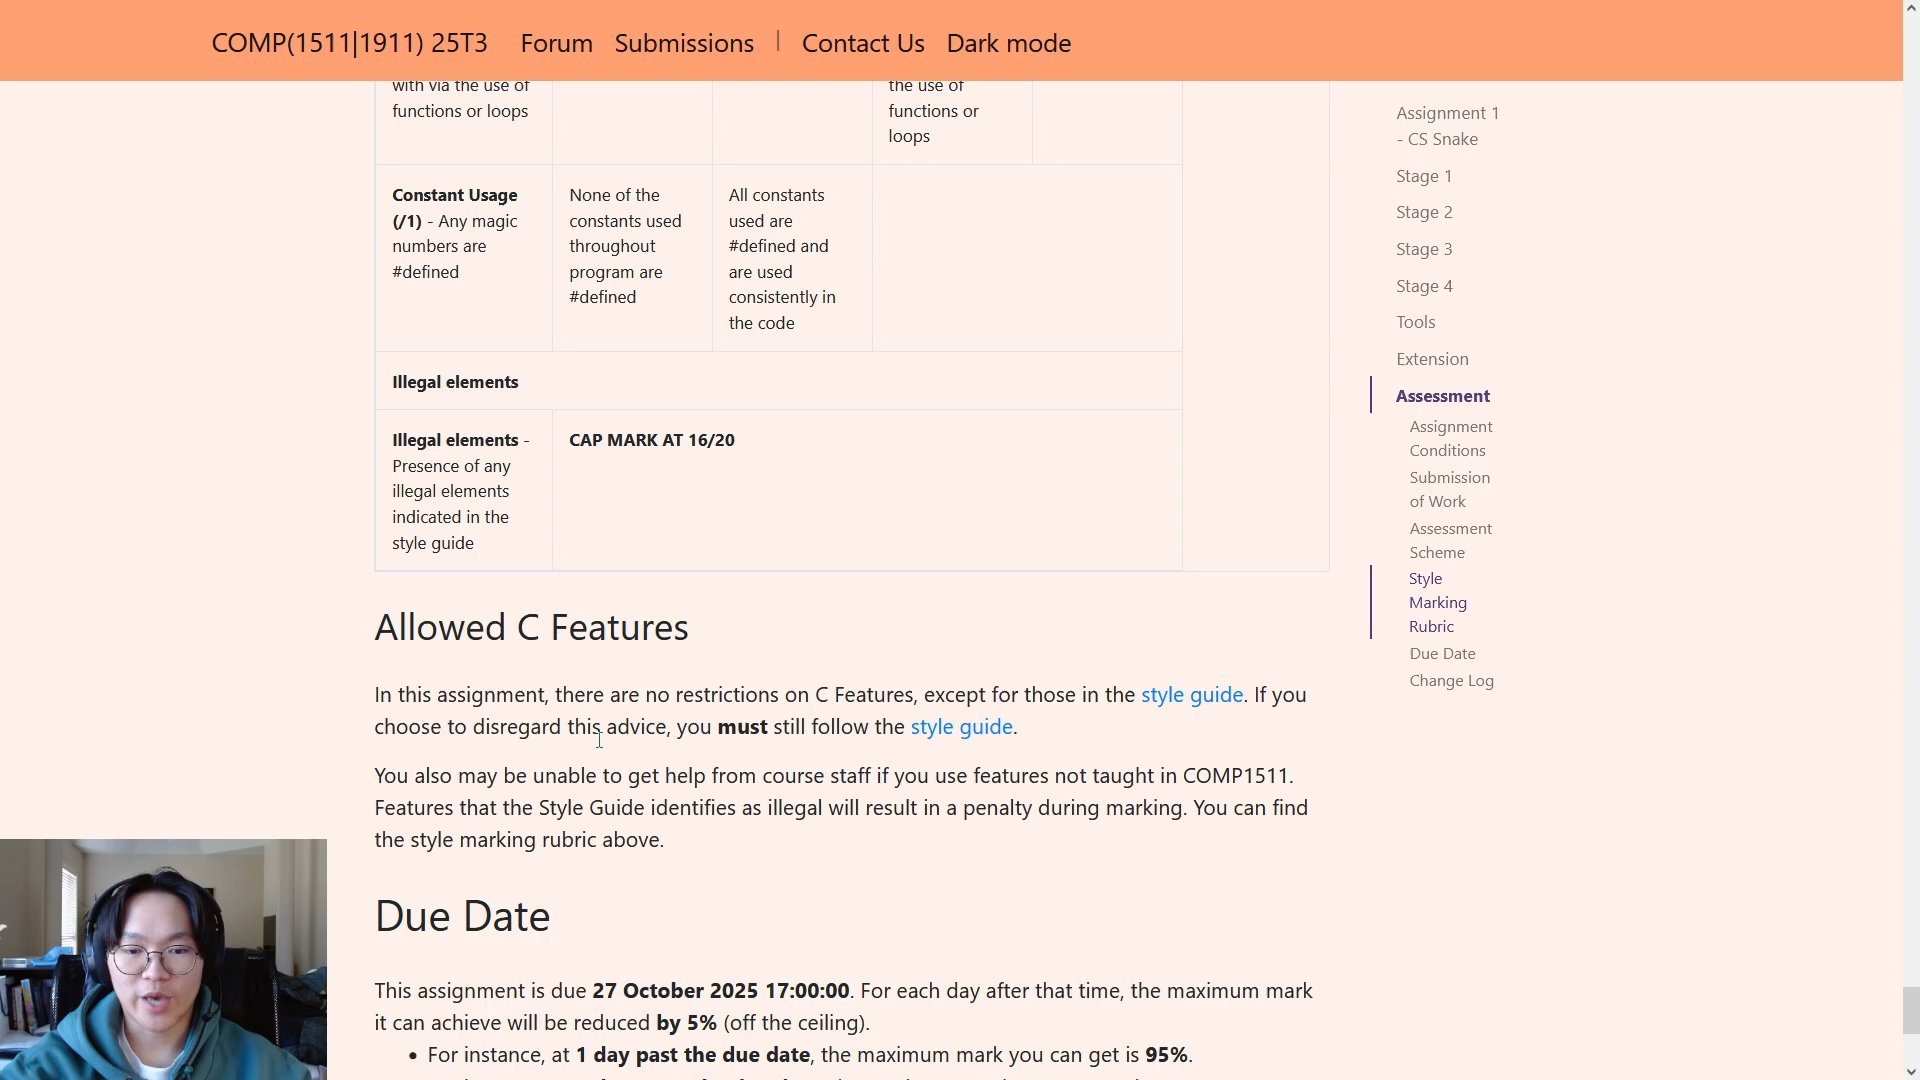 COMP(1511|1911) 25T3 Forum Submissions | Contact Us Dark mode
with via the use of
functions or loops
the use of
functions or
loops
Constant Usage
(/1) - Any magic
numbers are
#defined
None of the
constants used
throughout
program are
#defined
All constants
used are
#defined and
are used
consistently in
the code
Illegal elements
Illegal elements -
Presence of any
illegal elements
indicated in the
style guide
CAP MARK AT 16/20
Allowed C Features
In this assignment, there are no restrictions on C Features, except for those in the style guide. If you
choose to disregard this advice, you must still follow the style guide.
You also may be unable to get help from course staff if you use features not taught in COMP1511.
Features that the Style Guide identifies as illegal will result in a penalty during marking. You can find
the style marking rubric above.
Due Date
This assignment is due 27 October 2025 17:00:00. For each day after that time, the maximum mark
it can achieve will be reduced by 5% (off the ceiling).
• For instance, at 1 day past the due date, the maximum mark you can get is 95%.
Assignment 1
- CS Snake
Stage 1
Stage 2
Stage 3
Stage 4
Tools
Extension
Assessment
Assignment
Conditions
Submission
of Work
Assessment
Scheme
Style
Marking
Rubric
Due Date
Change Log